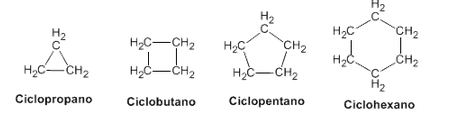 H2
H2C CH2
Ciclopropano
H2C CH2
H2C CH2
Ciclobutano
H2
C
H2C CH2
H2C CH2
Ciclopentano
H2
C
H2C CH2
H2C CH2
C
H2
Ciclohexano